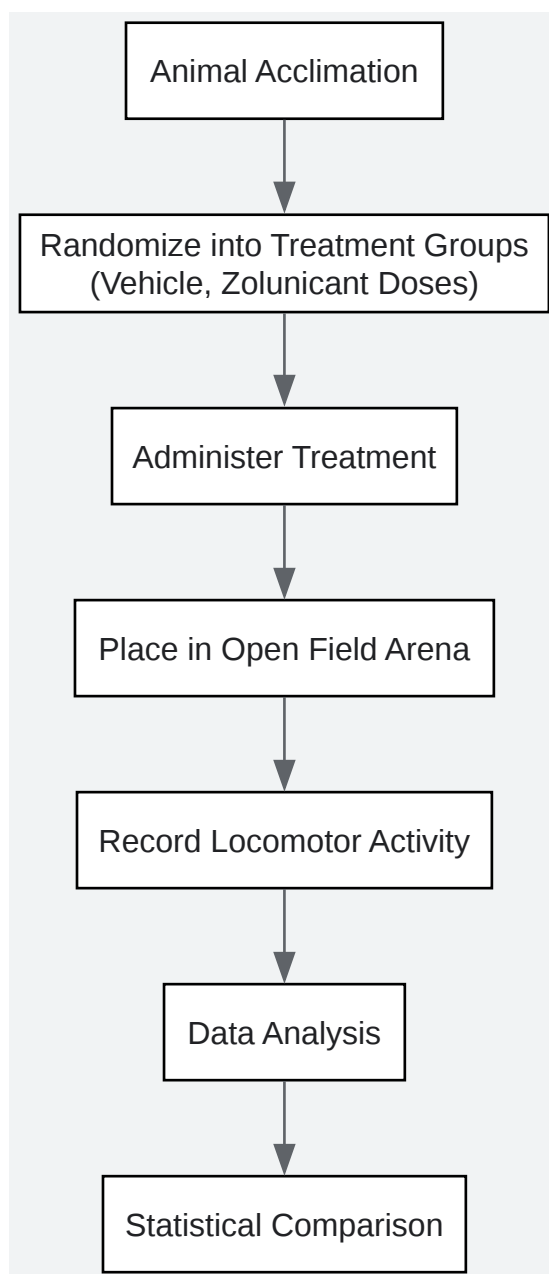 Animal Acclimation
Randomize into Treatment Groups
(Vehicle, Zolunicant Doses)
Administer Treatment
Place in Open Field Arena
Record Locomotor Activity
Data Analysis
Statistical Comparison